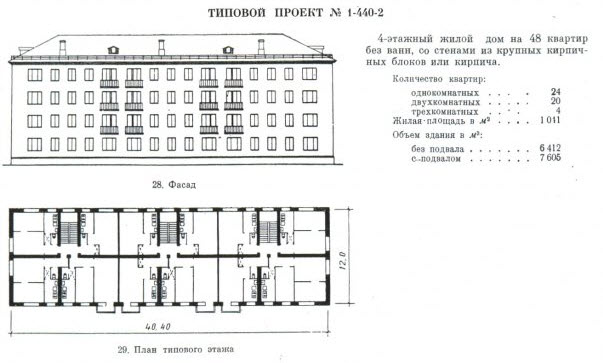 ТИПОВОЙ ПРОЕКТ № 1-440-2
4-этажный жилой дом на 48 квартир
без ванн, со стенами из крупных кирпич-
ных блоков или кирпича.
Количество квартир:
однокомнатных . . . . 24
двухкомнатных . . . . 20
трехкомнатных . . . . 4
Жилая площадь в м² . . . 1 011
Объем здания в м³:
без подвала . . . . . . . 6 412
с подвалом . . . . . . . 7 605
28. Фасад
12.0
40.40
29. План типового этажа